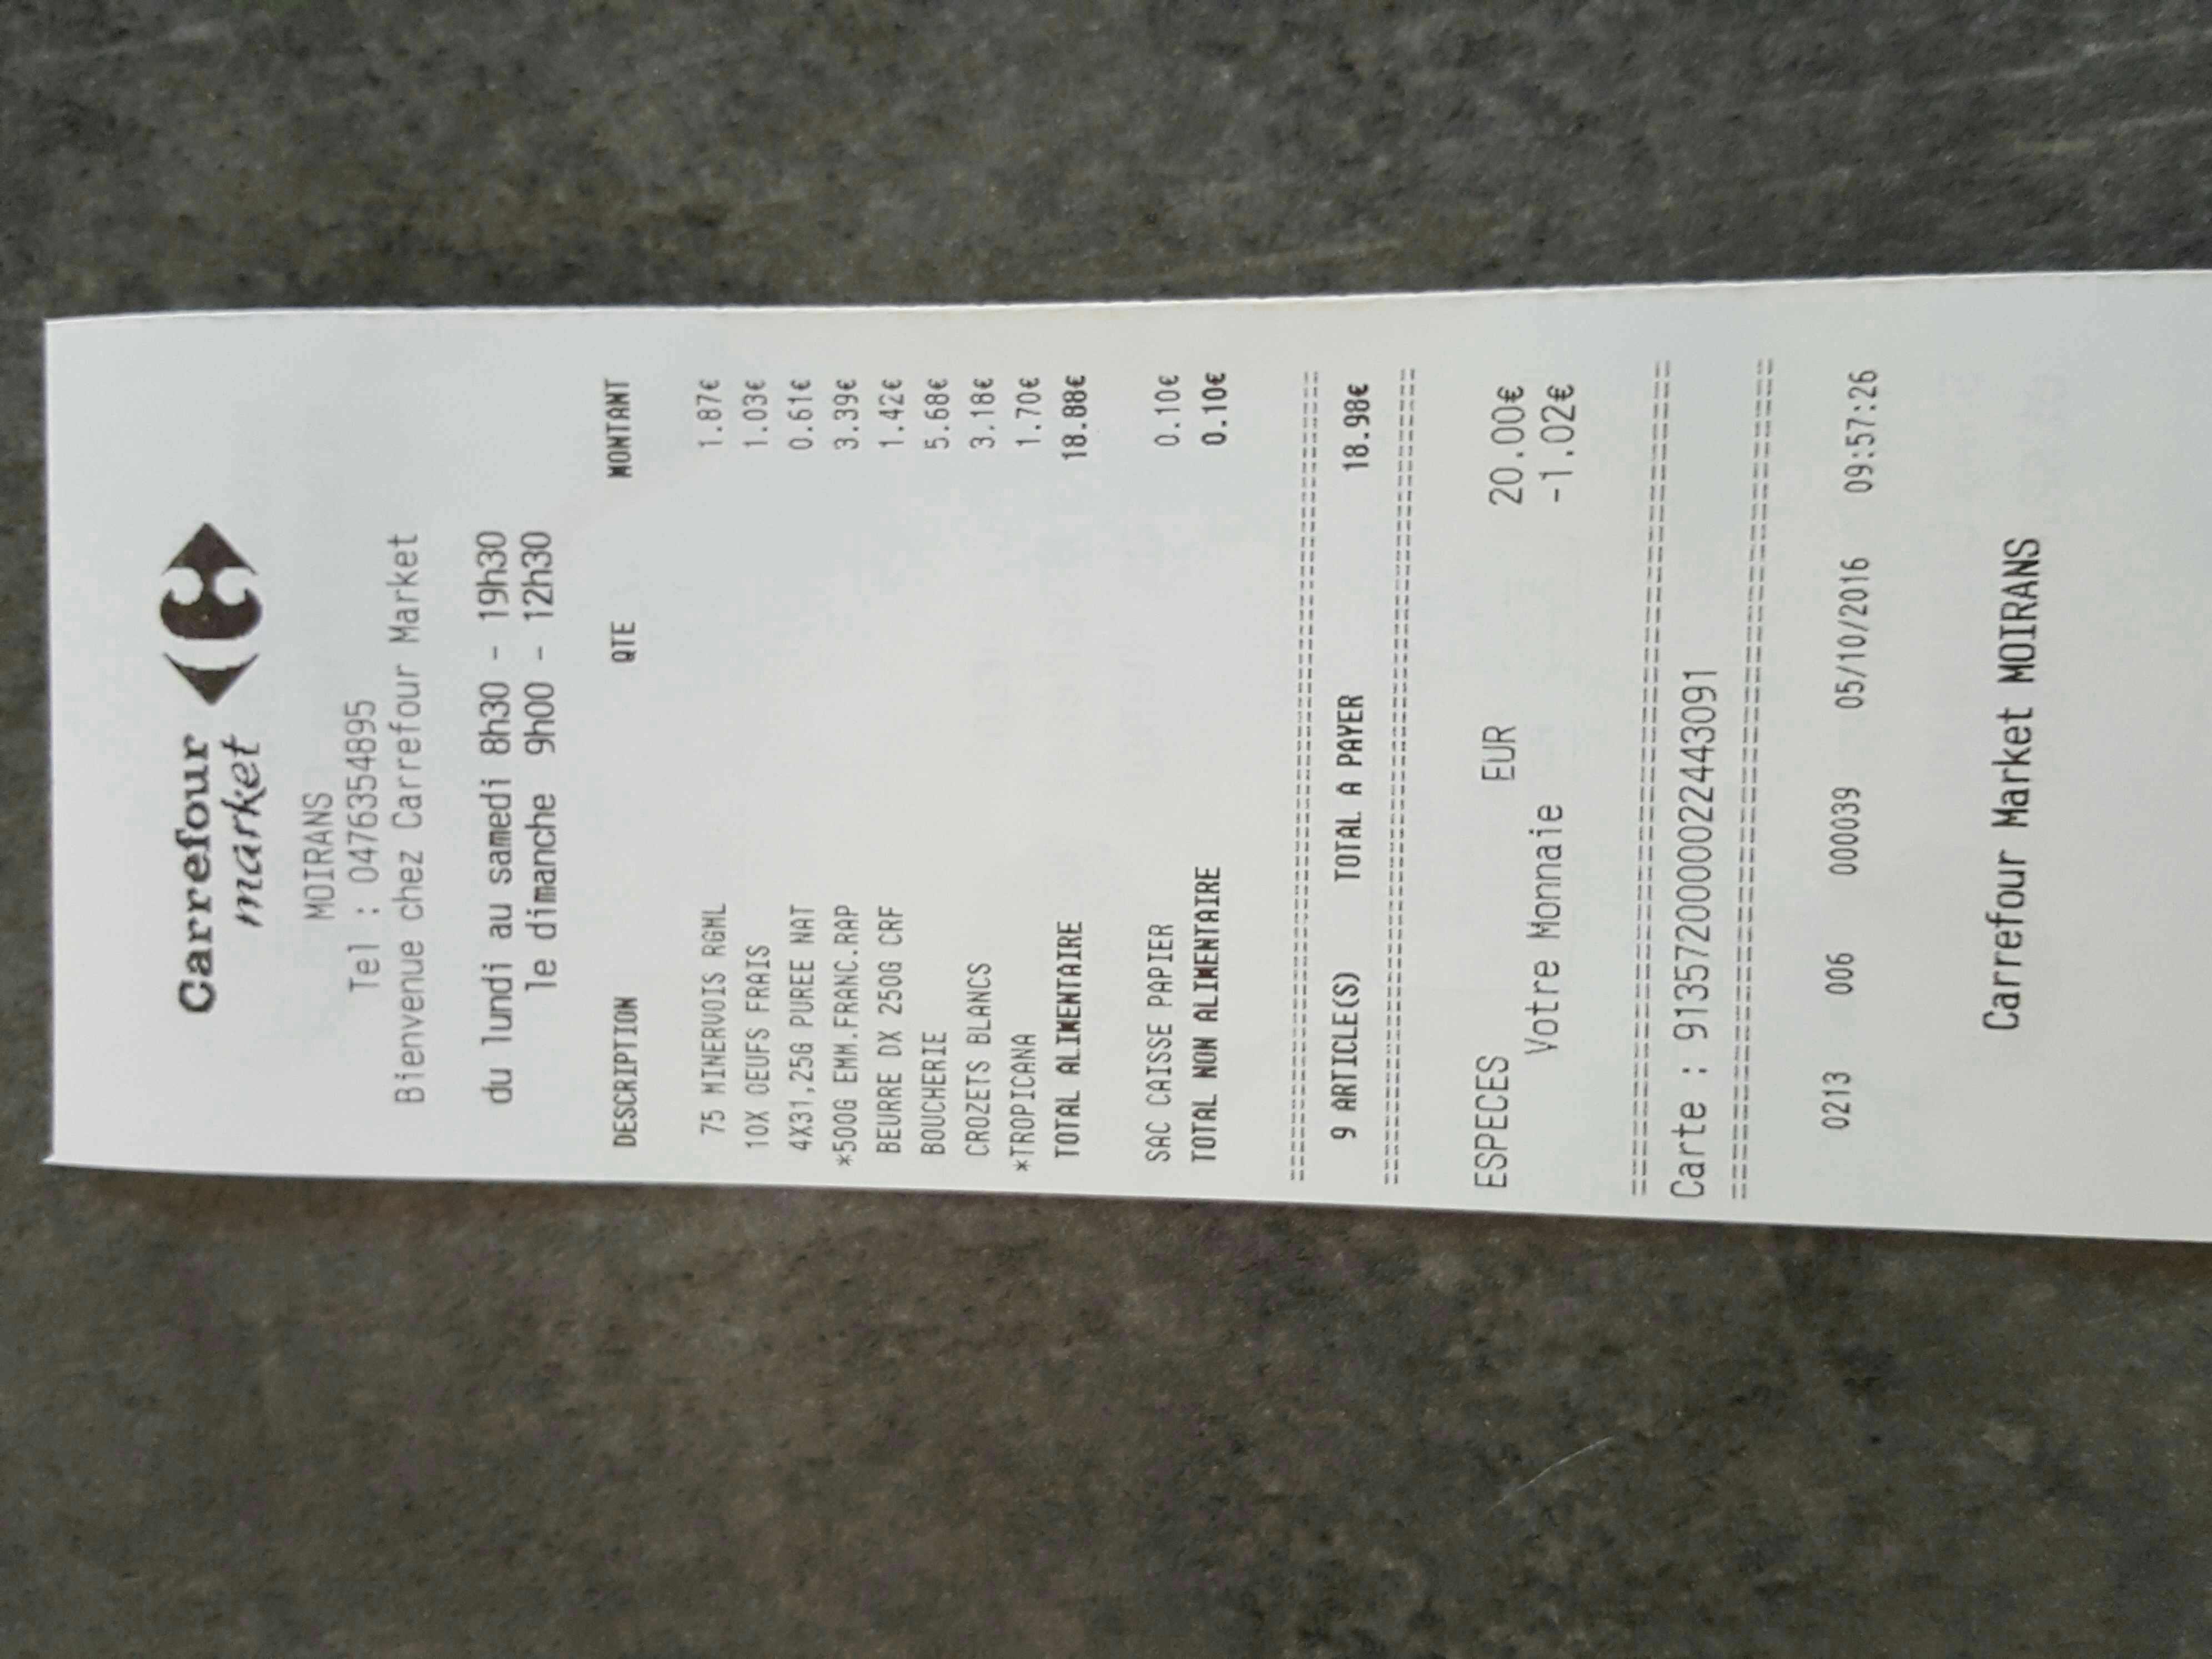 Carrefour
market
MOIRANS
Tel : 0476354895
Bienvenue chez Carrefour Market
du lundi au samedi 8h30 - 19h30
le dimanche 9h00 - 12h30
DESCRIPTION QTE MONTANT
75 MINERVOIS RGML 1.87€
10X OEUFS FRAIS 1.03€
4X31,25G PUREE NAT 0.61€
*500G EMM.FRANC.RAP 3.39€
BEURRE DX 250G CRF 1.42€
BOUCHERIE 5.68€
CROZETS BLANCS 3.18€
*TROPICANA 1.70€
TOTAL ALIMENTAIRE 18.88€
SAC CAISSE PAPIER 0.10€
TOTAL NON ALIMENTAIRE 0.10€
9 ARTICLE(S) TOTAL A PAYER 18.98€
ESPECES EUR 20.00€
Votre Monnaie -1.02€
Carte : 9135720000022443091
0213 006 000039 05/10/2016 09:57:26
Carrefour Market MOIRANS